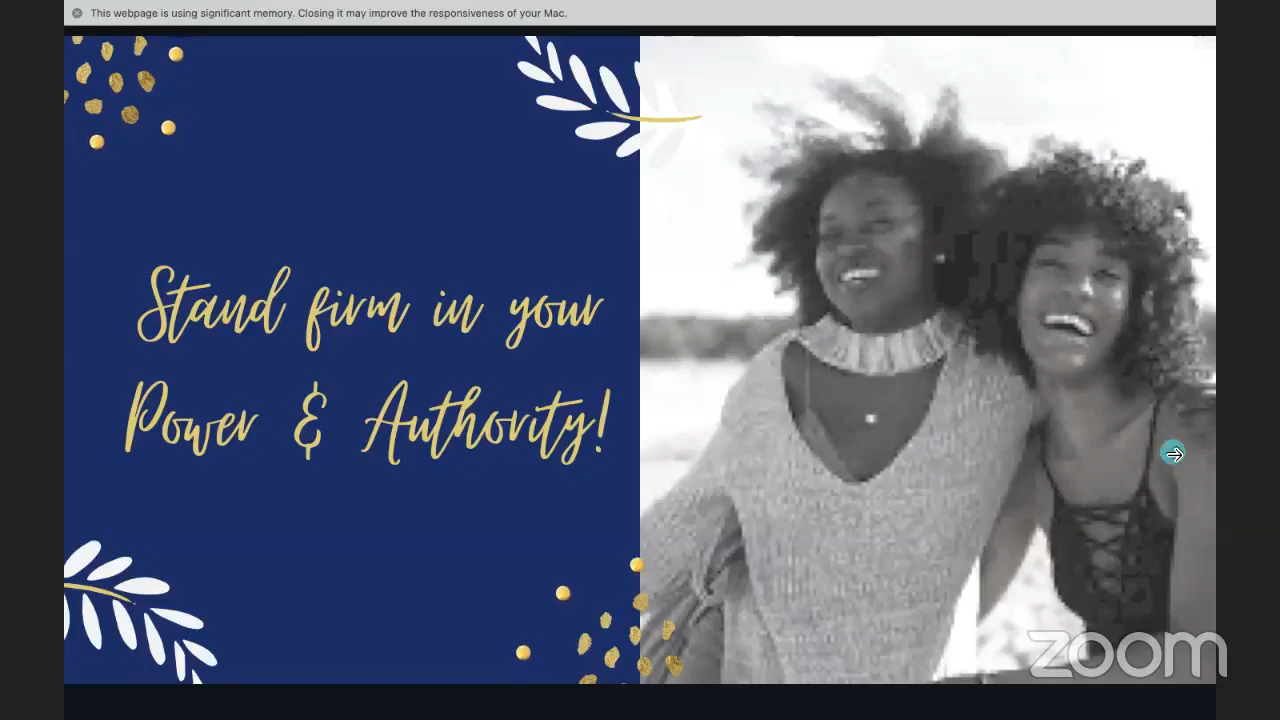 This webpage is using significant memory. Closing it may improve the responsiveness of your Mac.
Stand firm in your
Power & Authority!
zoom